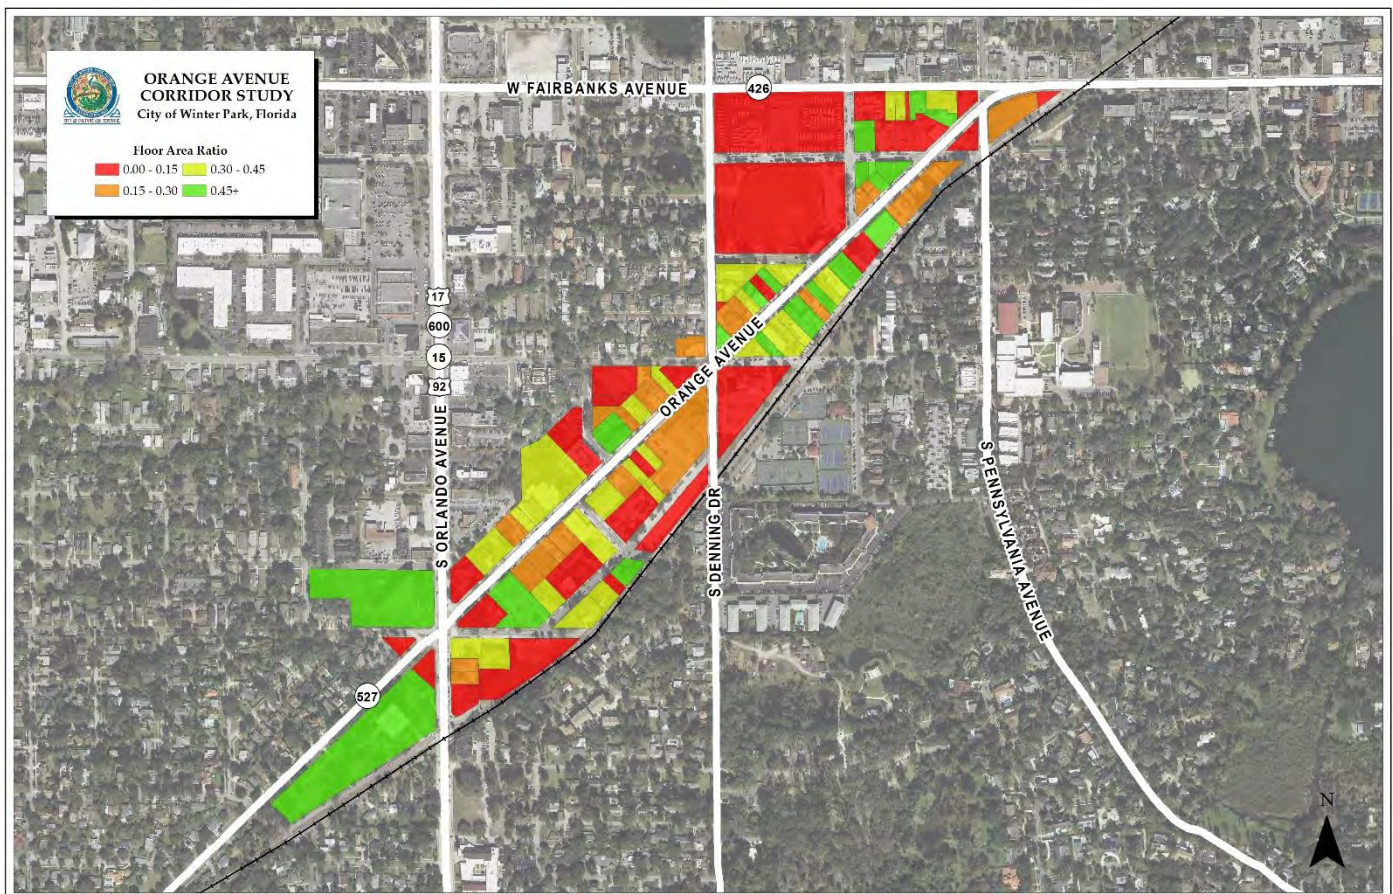 ORANGE AVENUE
CORRIDOR STUDY
City of Winter Park, Florida
Floor Area Ratio
0.00 - 0.15
0.30 - 0.45
0.15 - 0.30
0.45+
W FAIRBANKS AVENUE
426
17
600
15
92
S ORLANDO AVENUE
ORANGE AVENUE
S DENNING DR
S PENNSYLVANIA AVENUE
527
N